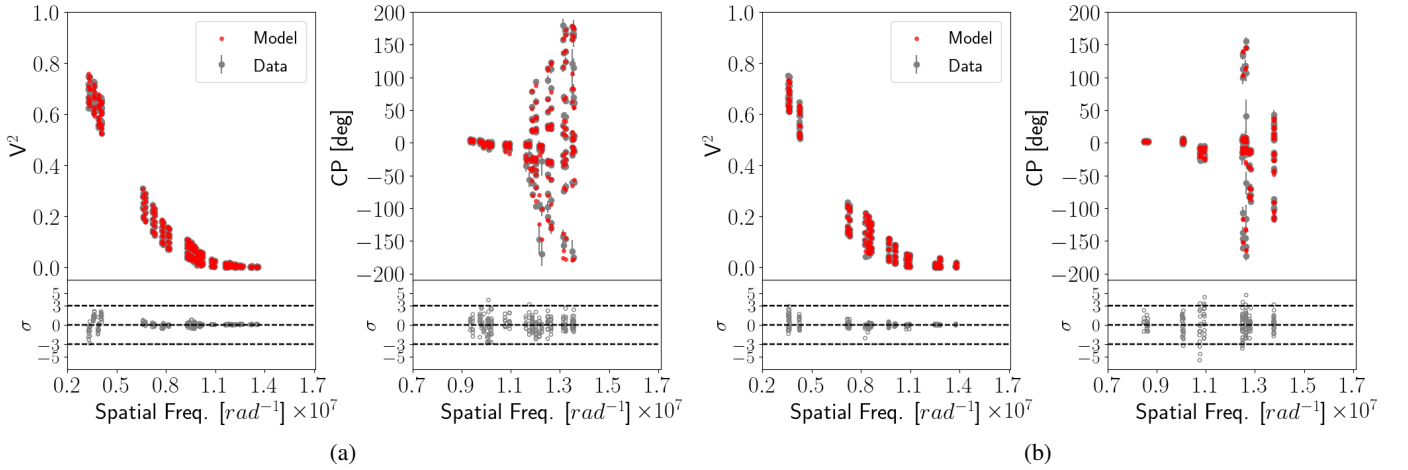 1.0
0.8
0.6
0.4
0.2
0.0
V²
Model
Data
5
3
0
−3
−5
σ
0.2 0.5 0.8 1.1 1.4 1.7
Spatial Freq. [rad⁻¹] ×10⁷
200
150
100
50
0
−50
−100
−150
−200
CP [deg]
5
3
0
−3
−5
σ
0.7 0.9 1.1 1.3 1.5 1.7
Spatial Freq. [rad⁻¹] ×10⁷
(a)
1.0
0.8
0.6
0.4
0.2
0.0
V²
Model
Data
5
3
0
−3
−5
σ
0.2 0.5 0.8 1.1 1.4 1.7
Spatial Freq. [rad⁻¹] ×10⁷
200
150
100
50
0
−50
−100
−150
−200
CP [deg]
5
3
0
−3
−5
σ
0.7 0.9 1.1 1.3 1.5 1.7
Spatial Freq. [rad⁻¹] ×10⁷
(b)